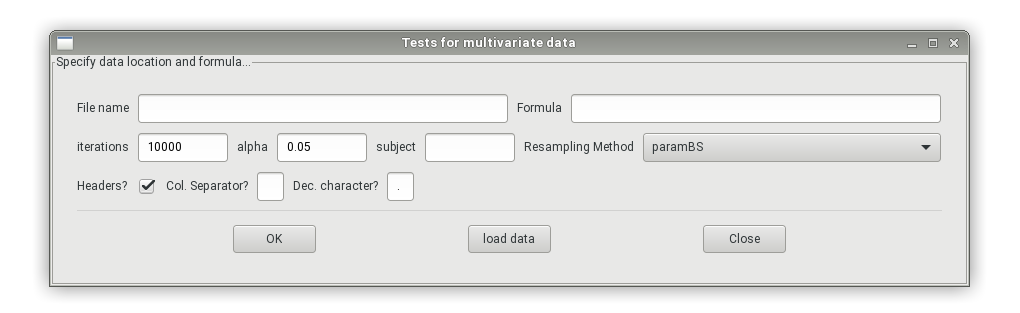 Tests for multivariate data
Specify data location and formula...
File name Formula
iterations 10000 alpha 0.05 subject Resampling Method paramBS
Headers? Col. Separator? Dec. character? .
OK load data Close